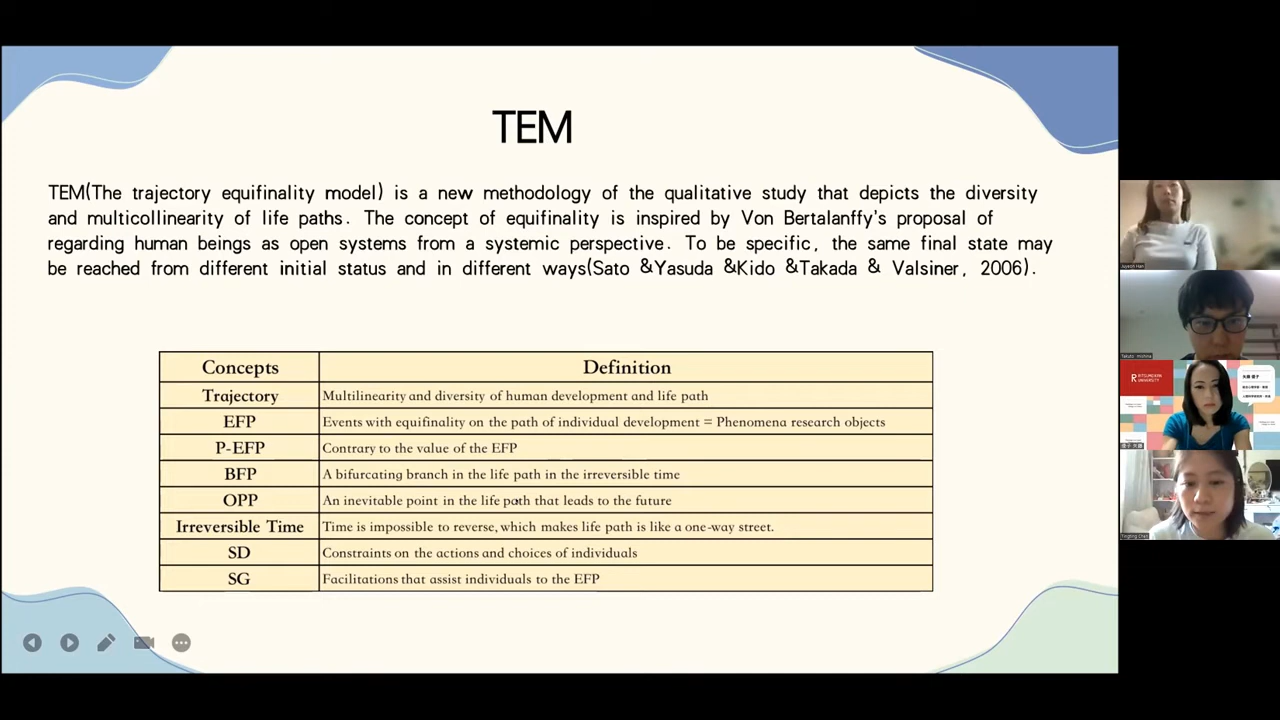 TEM
TEM(The trajectory equifinality model) is a new methodology of the qualitative study that depicts the diversity
and multicollinearity of life paths. The concept of equifinality is inspired by Von Bertalanffy's proposal of
regarding human beings as open systems from a systemic perspective. To be specific, the same final state may
be reached from different initial status and in different ways(Sato &Yasuda &Kido &Takada & Valsiner, 2006).
Concepts Definition
Trajectory Multilinearity and diversity of human development and life path
EFP Events with equifinality on the path of individual development = Phenomena research objects
P-EFP Contrary to the value of the EFP
BFP A bifurcating branch in the life path in the irreversible time
OPP An inevitable point in the life path that leads to the future
Irreversible Time Time is impossible to reverse, which makes life path is like a one-way street.
SD Constraints on the actions and choices of individuals
SG Facilitations that assist individuals to the EFP
R RITSUMEIKAN
UNIVERSITY